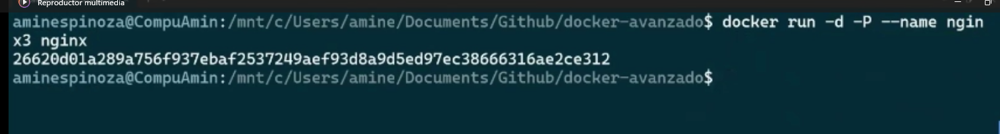 Reproductor multimedia
aminespinoza@CompuAmin:/mnt/c/Users/amine/Documents/Github/docker-avanzado$ docker run -d -P --name ngin
x3 nginx
26620d01a289a756f937ebaf2537249aef93d8a9d5ed97ec38666316ae2ce312
aminespinoza@CompuAmin:/mnt/c/Users/amine/Documents/Github/docker-avanzado$